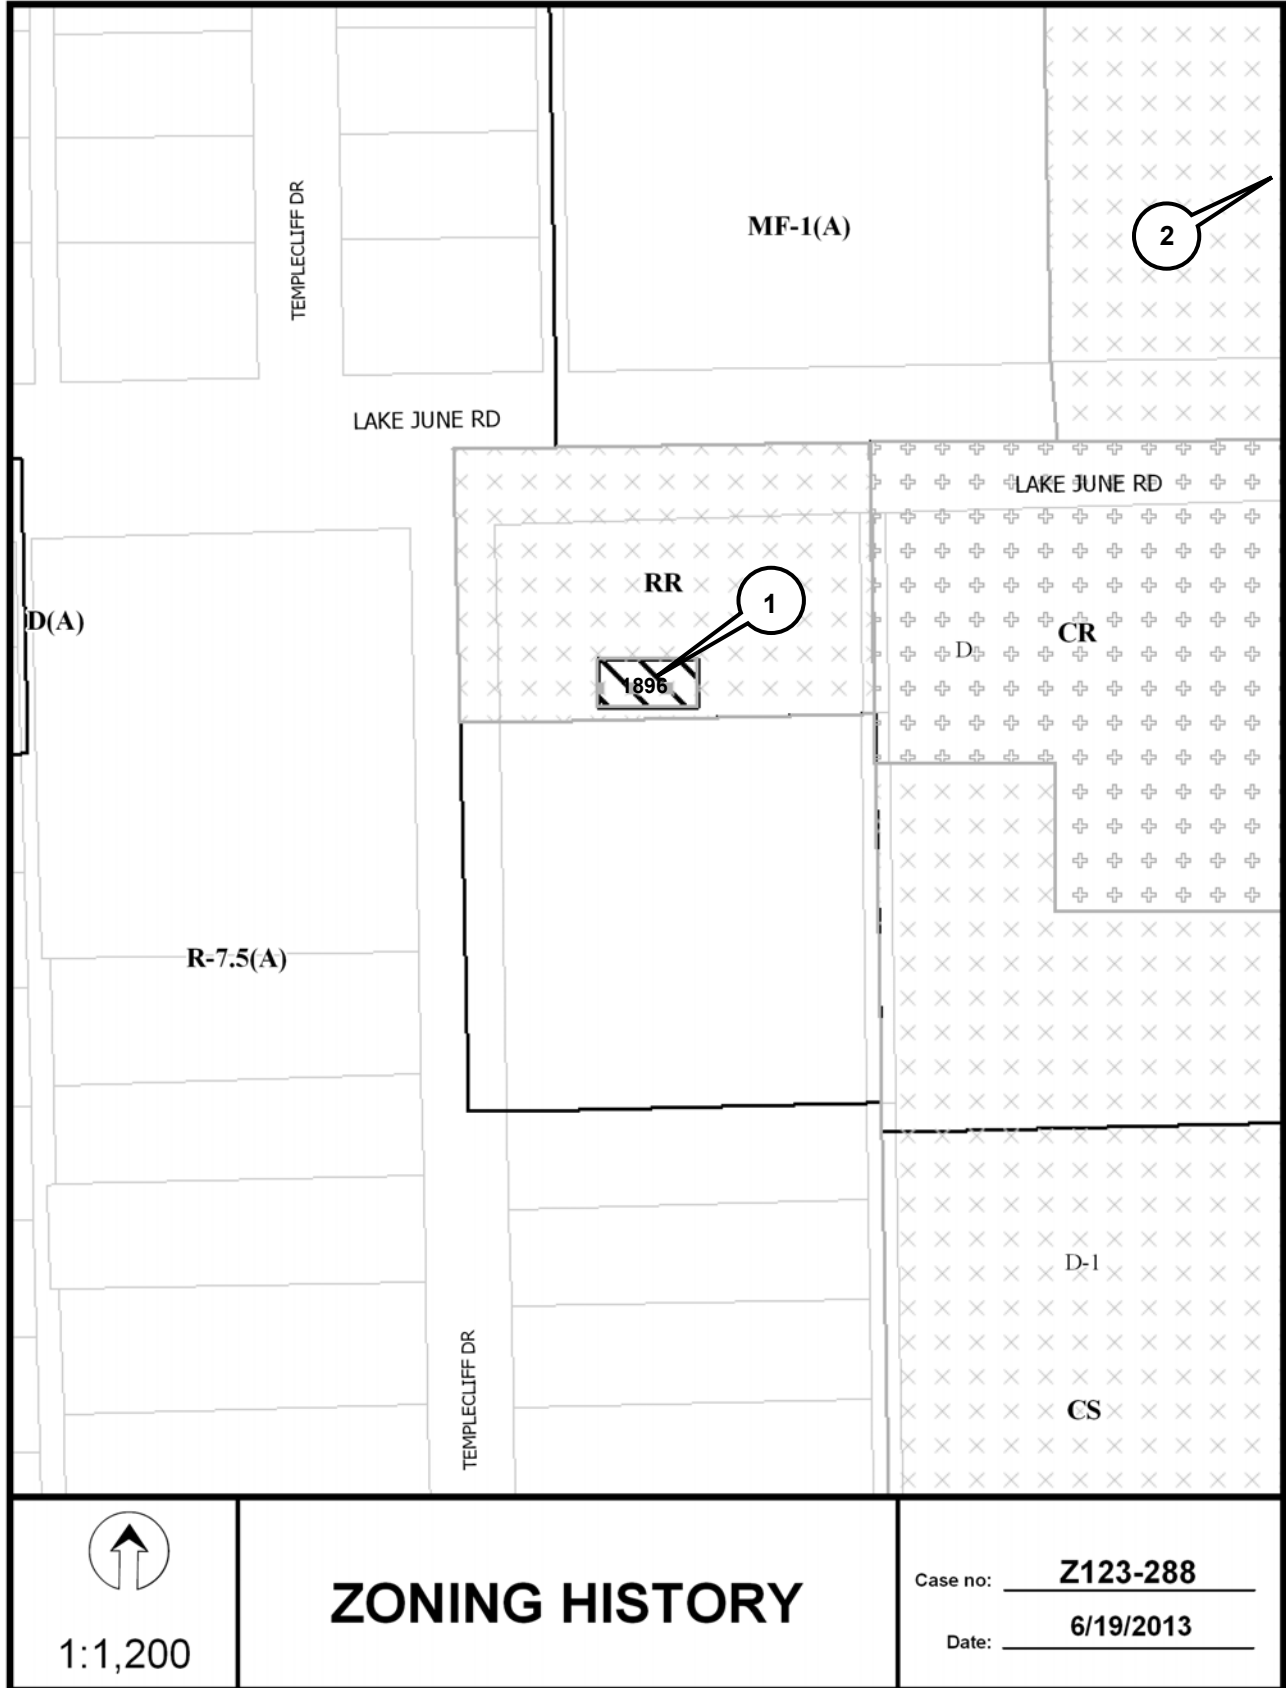 TEMPLECLIFF DR
MF-1(A)
2
LAKE JUNE RD
LAKE JUNE RD
RR
1
D(A)
CR
D
1896
R-7.5(A)
D-1
TEMPLECLIFF DR
CS
1:1,200
ZONING HISTORY
Case no: Z123-288
Date: 6/19/2013